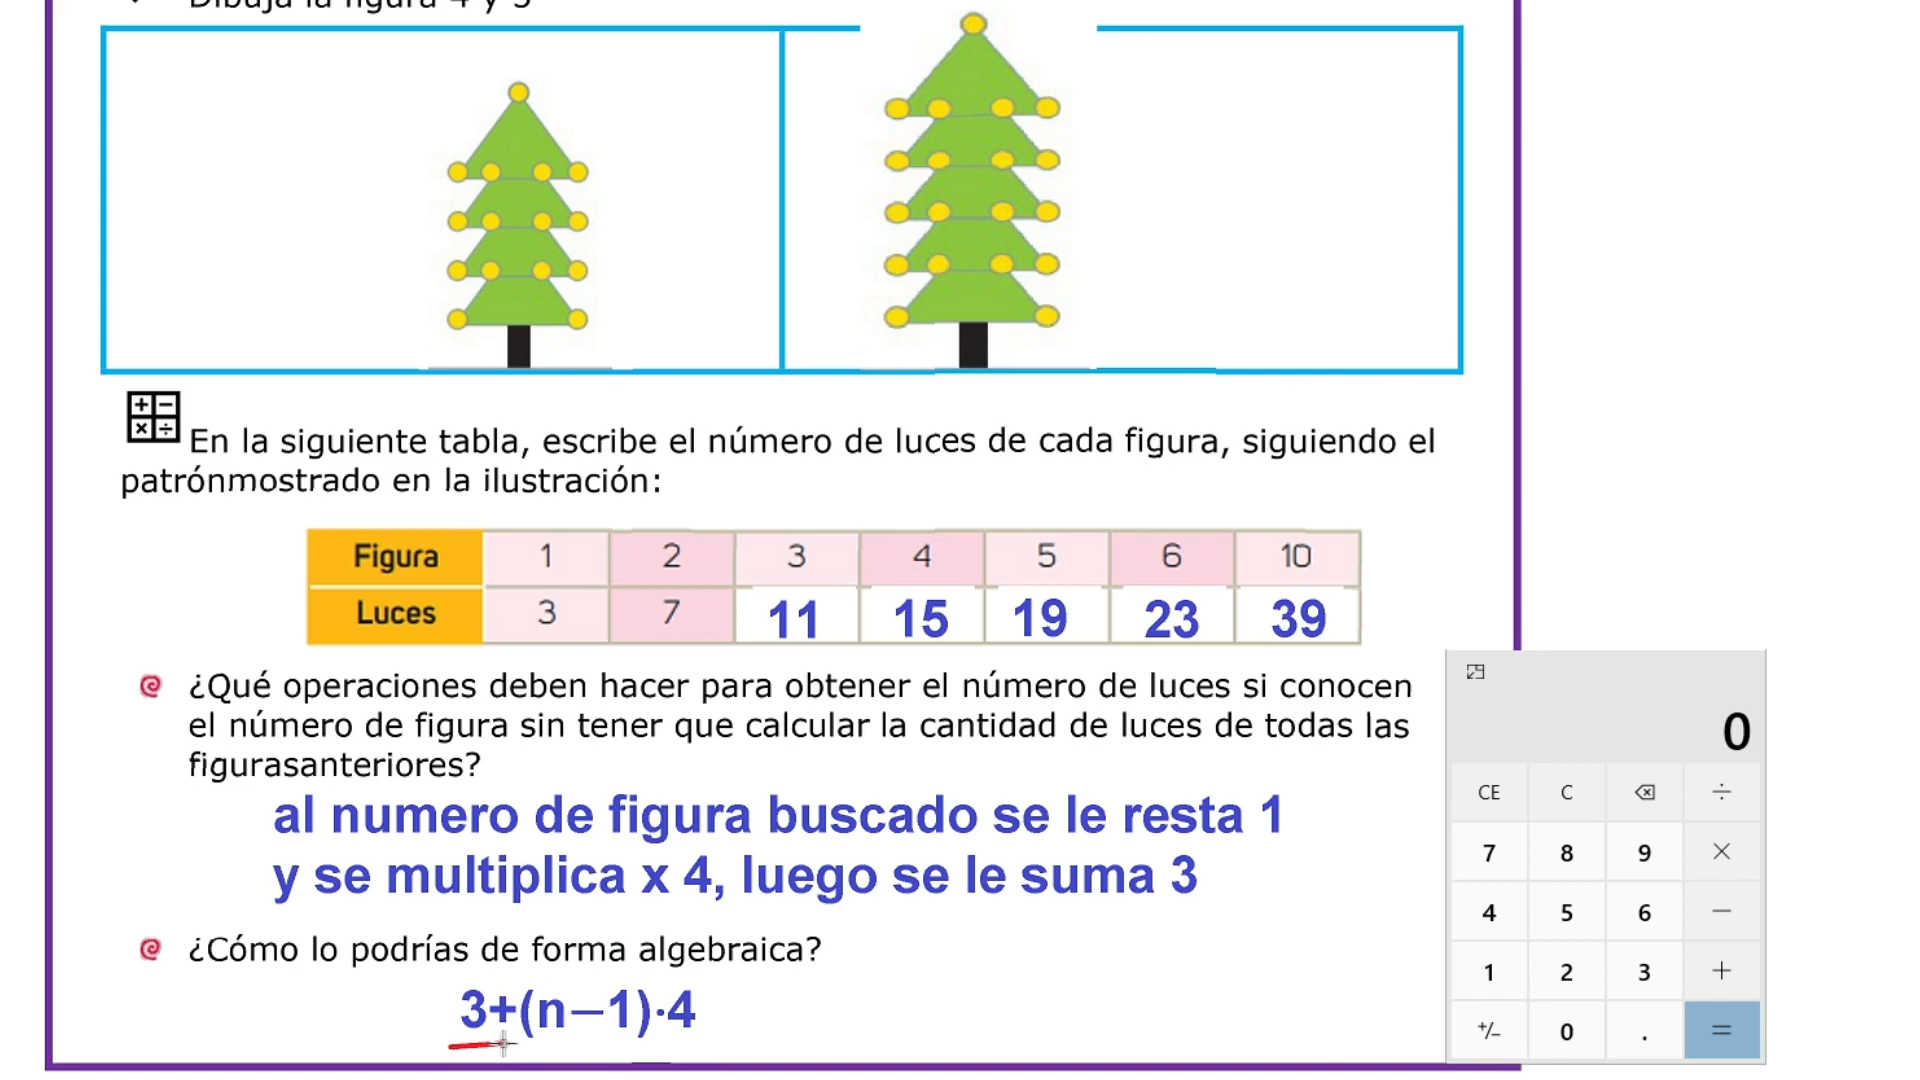 Dibuja la figura 4 y 5
En la siguiente tabla, escribe el número de luces de cada figura, siguiendo el
patrónmostrado en la ilustración:
Figura 1 2 3 4 5 6 10
Luces 3 7 11 15 19 23 39
¿Qué operaciones deben hacer para obtener el número de luces si conocen
el número de figura sin tener que calcular la cantidad de luces de todas las
figurasanteriores?
al numero de figura buscado se le resta 1
y se multiplica x 4, luego se le suma 3
¿Cómo lo podrías de forma algebraica?
3+(n−1)·4
0
CE C ÷
7 8 9 ×
4 5 6 −
1 2 3 +
+/− 0 . =